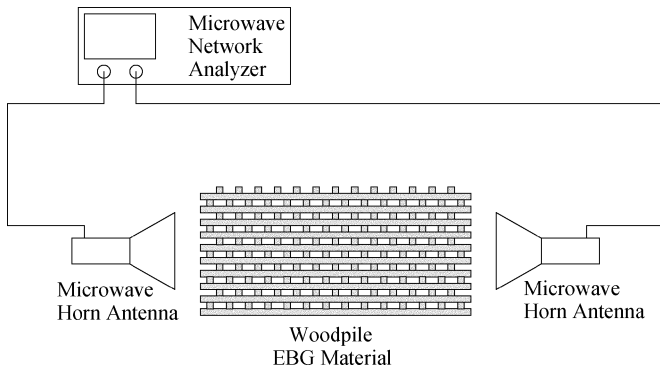 Microwave
Network
Analyzer
Microwave
Horn Antenna
Microwave
Horn Antenna
Woodpile
EBG Material